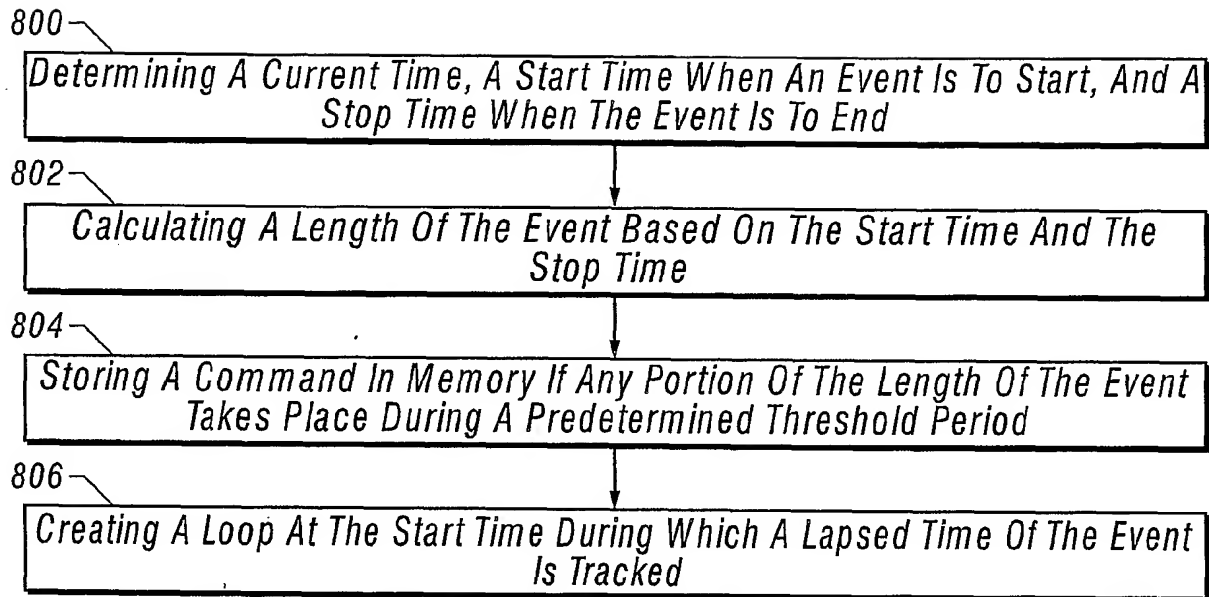 800
Determining A Current Time, A Start Time When An Event Is To Start, And A
Stop Time When The Event Is To End
802
Calculating A Length Of The Event Based On The Start Time And The
Stop Time
804
Storing A Command In Memory If Any Portion Of The Length Of The Event
Takes Place During A Predetermined Threshold Period
806
Creating A Loop At The Start Time During Which A Lapsed Time Of The Event
Is Tracked